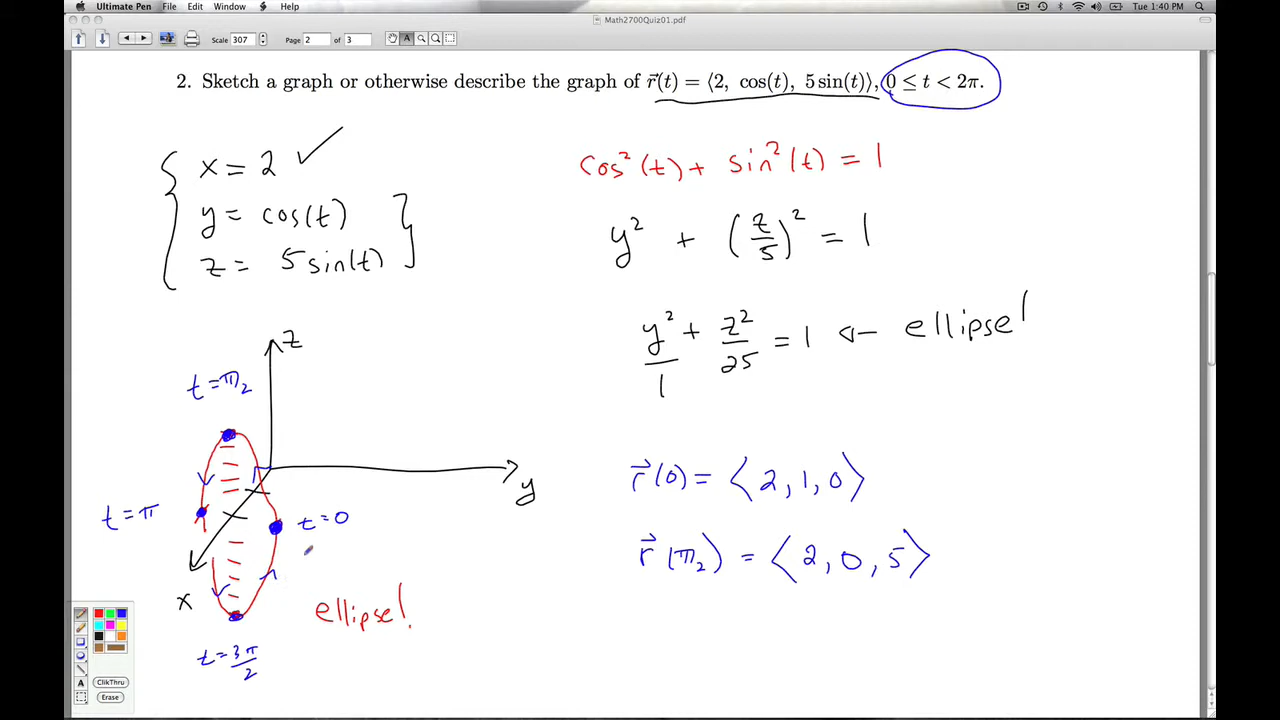 Ultimate Pen File Edit Window Help Tue 1:40 PM
Math2700Quiz01.pdf
Scale 307 Page 2 of 3
2. Sketch a graph or otherwise describe the graph of r⃗(t) = ⟨2, cos(t), 5 sin(t)⟩, 0 ≤ t < 2π.
x = 2 ✓
y = cos(t)
z = 5 sin(t)
cos²(t) + sin²(t) = 1
y² + (z/5)² = 1
y²/1 + z²/25 = 1 ← ellipse!
z
t = π/2
y
t = π
t = 0
x
ellipse!
t = 3π/2
r⃗(0) = ⟨2, 1, 0⟩
r⃗(π/2) = ⟨2, 0, 5⟩
A
ClikThru
Erase